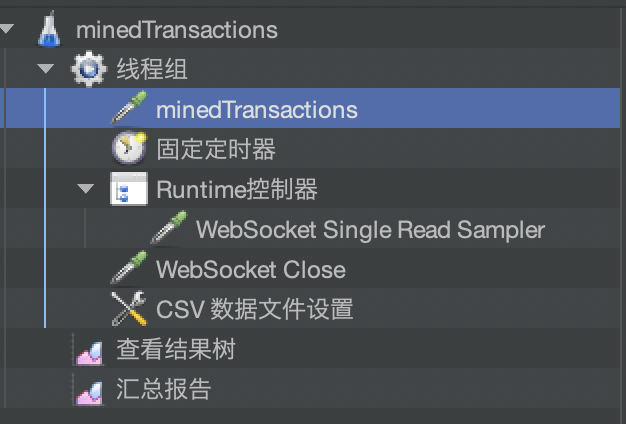 minedTransactions
线程组
minedTransactions
固定定时器
Runtime控制器
WebSocket Single Read Sampler
WebSocket Close
CSV 数据文件设置
查看结果树
汇总报告